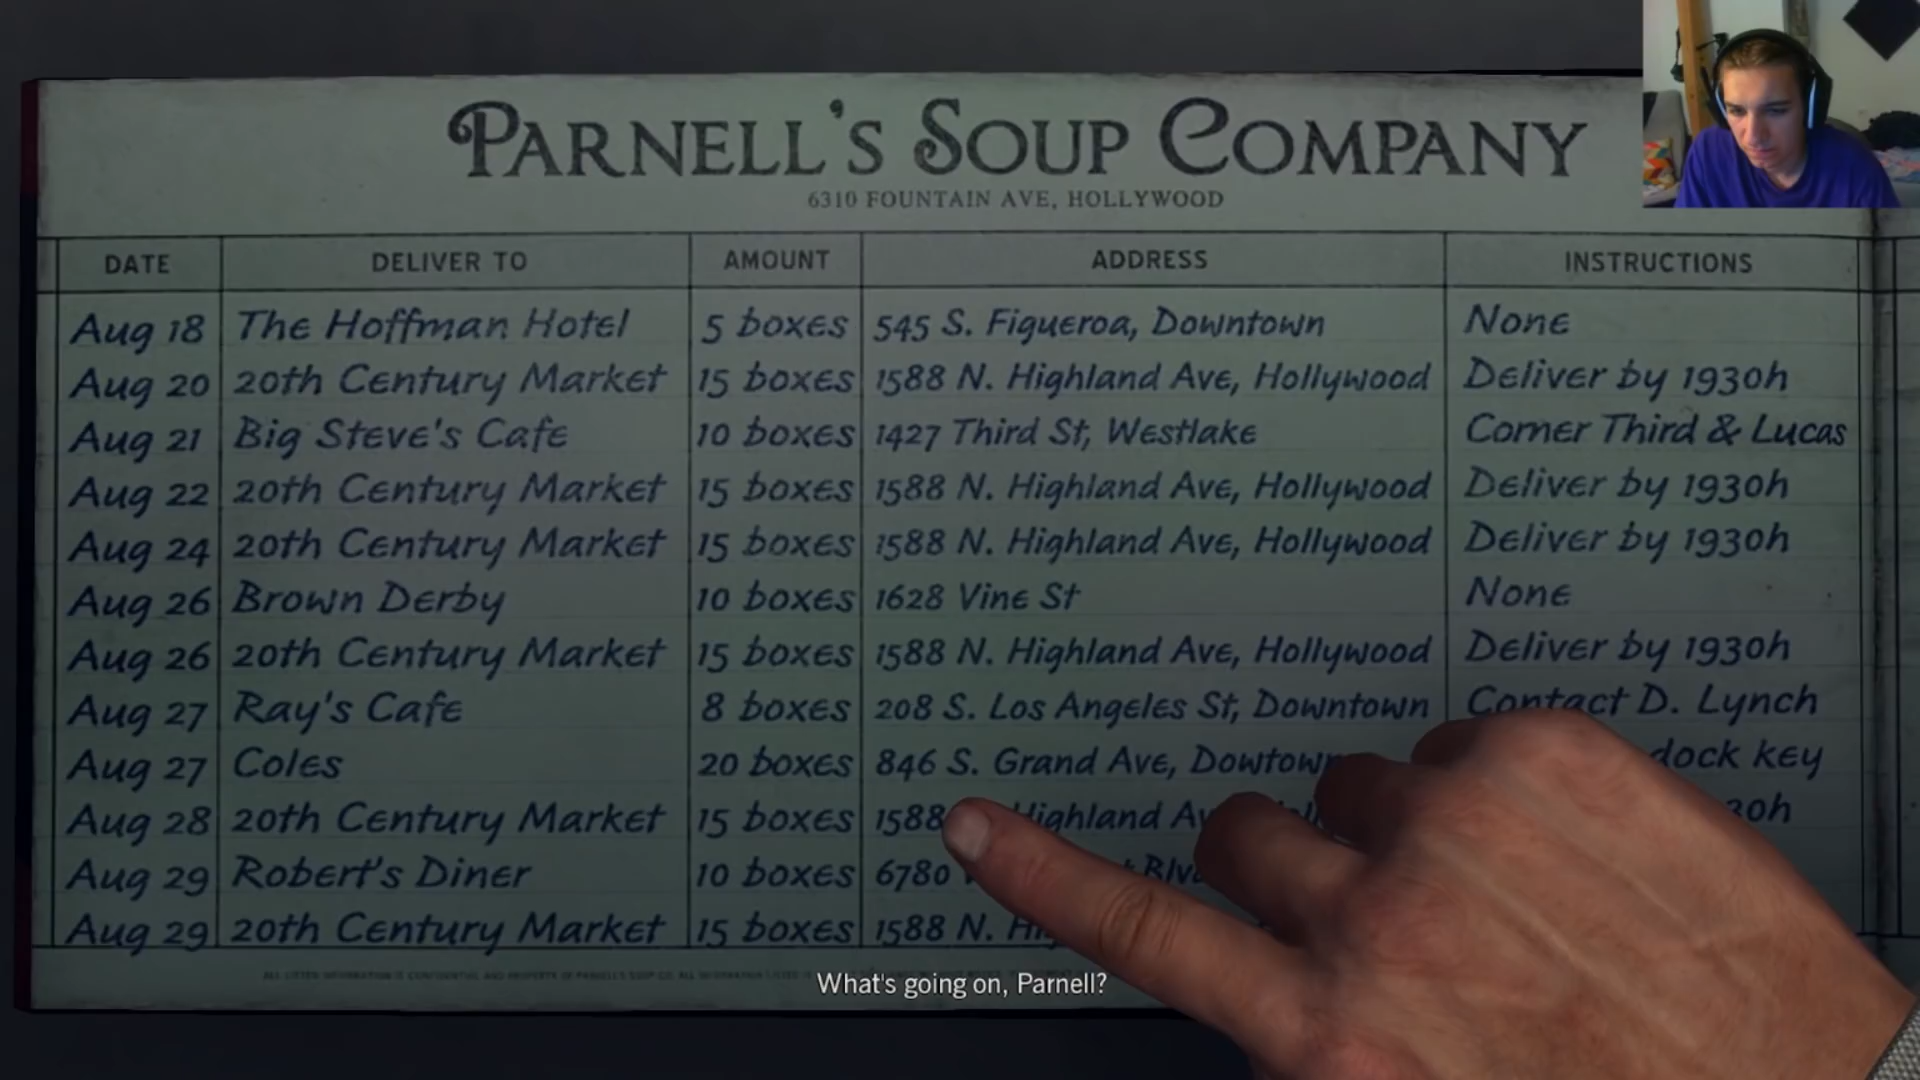 PARNELL'S SOUP COMPANY
6310 FOUNTAIN AVE, HOLLYWOOD
DATE DELIVER TO AMOUNT ADDRESS INSTRUCTIONS
Aug 18 The Hoffman Hotel 5 boxes 545 S. Figueroa, Downtown None
Aug 20 20th Century Market 15 boxes 1588 N. Highland Ave, Hollywood Deliver by 1930h
Aug 21 Big Steve's Cafe 10 boxes 1427 Third St, Westlake Corner Third & Lucas
Aug 22 20th Century Market 15 boxes 1588 N. Highland Ave, Hollywood Deliver by 1930h
Aug 24 20th Century Market 15 boxes 1588 N. Highland Ave, Hollywood Deliver by 1930h
Aug 26 Brown Derby 10 boxes 1628 Vine St None
Aug 26 20th Century Market 15 boxes 1588 N. Highland Ave, Hollywood Deliver by 1930h
Aug 27 Ray's Cafe 8 boxes 208 S. Los Angeles St, Downtown Contact D. Lynch
Aug 27 Coles 20 boxes 846 S. Grand Ave, Dowtown dock key
Aug 28 20th Century Market 15 boxes 1588 Highland
Aug 29 Robert's Diner 10 boxes 6780
Aug 29 20th Century Market 15 boxes 1588 N.
What's going on, Parnell?